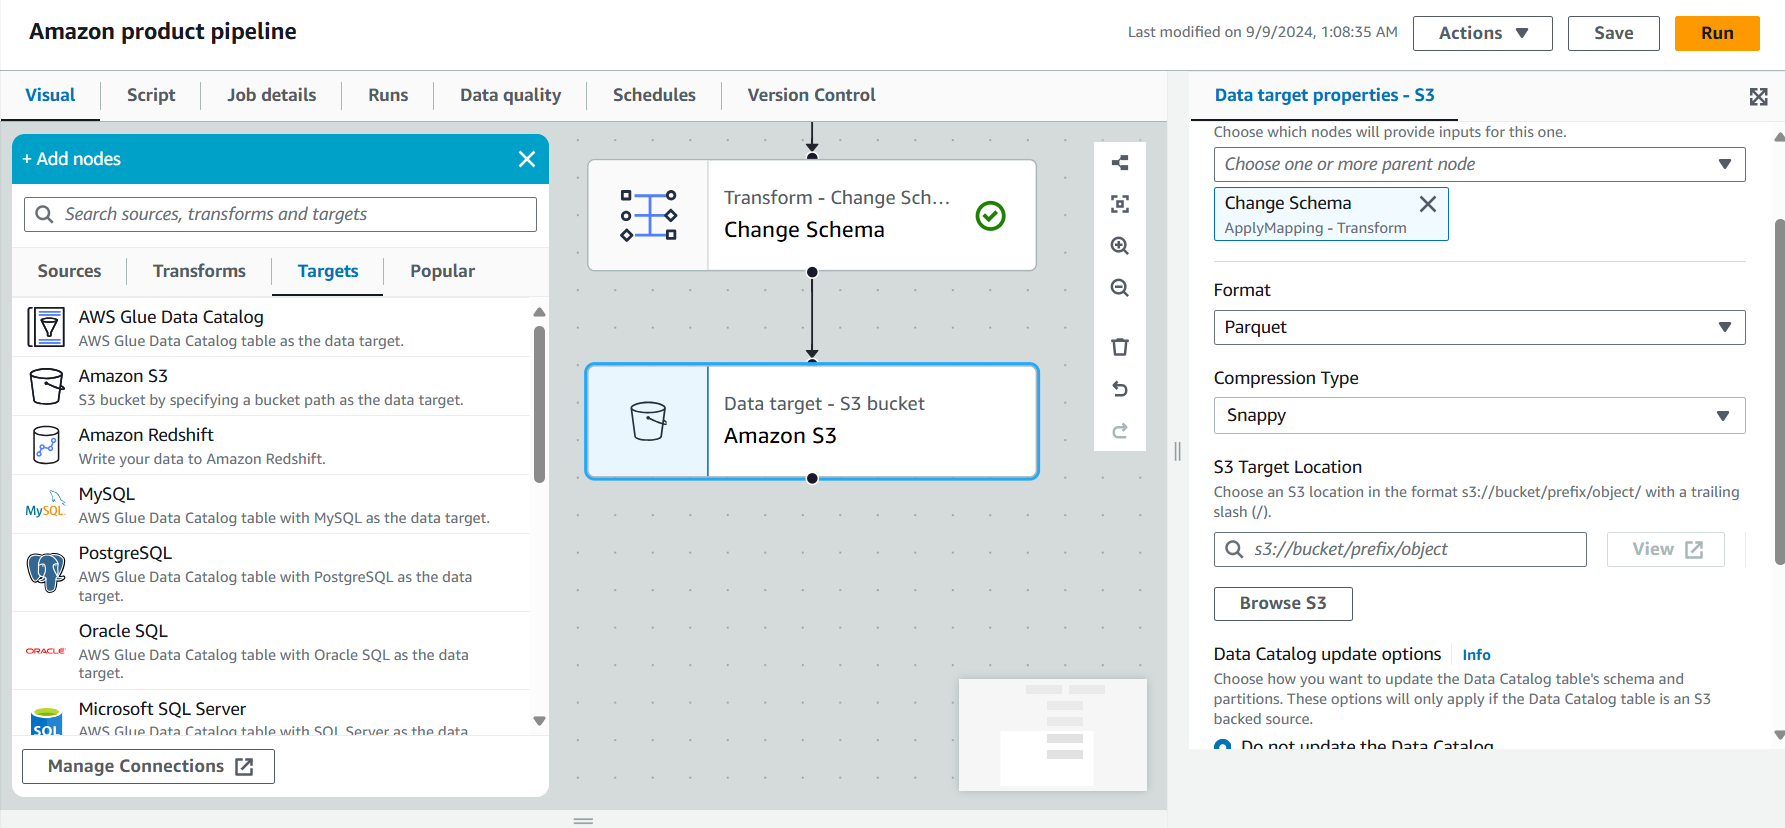 Amazon product pipeline
Last modified on 9/9/2024, 1:08:35 AM
Actions
Save
Run
Visual
Script
Job details
Runs
Data quality
Schedules
Version Control
+ Add nodes
Search sources, transforms and targets
Sources
Transforms
Targets
Popular
AWS Glue Data Catalog
AWS Glue Data Catalog table as the data target.
Amazon S3
S3 bucket by specifying a bucket path as the data target.
Amazon Redshift
Write your data to Amazon Redshift.
MySQL
MySQL
AWS Glue Data Catalog table with MySQL as the data target.
PostgreSQL
AWS Glue Data Catalog table with PostgreSQL as the data
target.
Oracle SQL
ORACLE
AWS Glue Data Catalog table with Oracle SQL as the data
target.
Microsoft SQL Server
SQL
AWS Glue Data Catalog table with SQL Server as the data
Manage Connections
Transform - Change Sch...
Change Schema
Data target - S3 bucket
Amazon S3
Data target properties - S3
Choose which nodes will provide inputs for this one.
Choose one or more parent node
Change Schema
ApplyMapping - Transform
Format
Parquet
Compression Type
Snappy
S3 Target Location
Choose an S3 location in the format s3://bucket/prefix/object/ with a trailing
slash (/).
s3://bucket/prefix/object
View
Browse S3
Data Catalog update options
Info
Choose how you want to update the Data Catalog table's schema and
partitions. These options will only apply if the Data Catalog table is an S3
backed source.
Do not update the Data Catalog